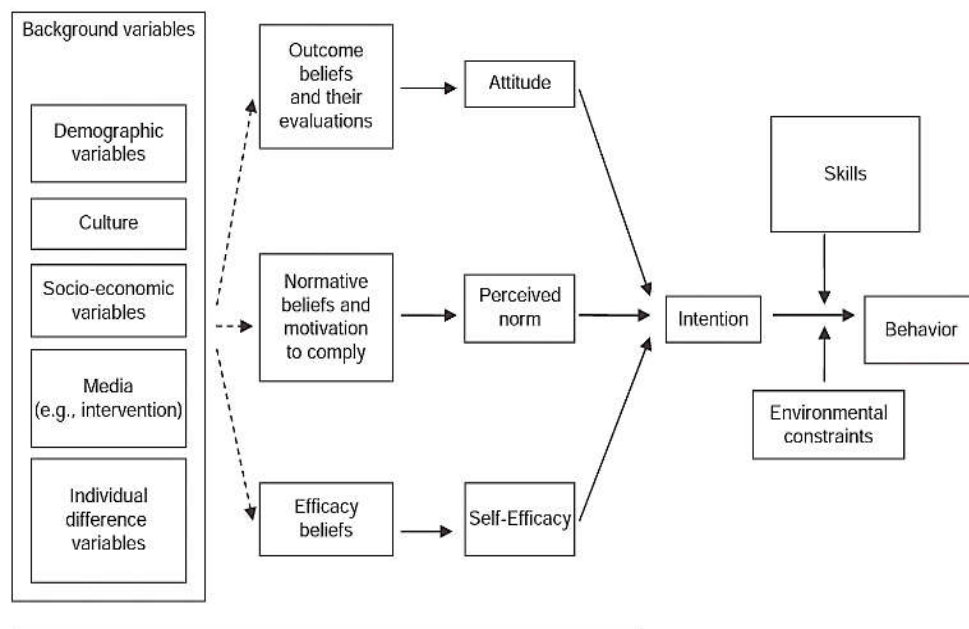 Background variables
Demographic
variables
Culture
Socio-economic
variables
Media
(e.g., intervention)
Individual
difference
variables
Outcome
beliefs
and their
evaluations
Attitude
Normative
beliefs and
motivation
to comply
Perceived
norm
Efficacy
beliefs
Self-Efficacy
Intention
Skills
Environmental
constraints
Behavior